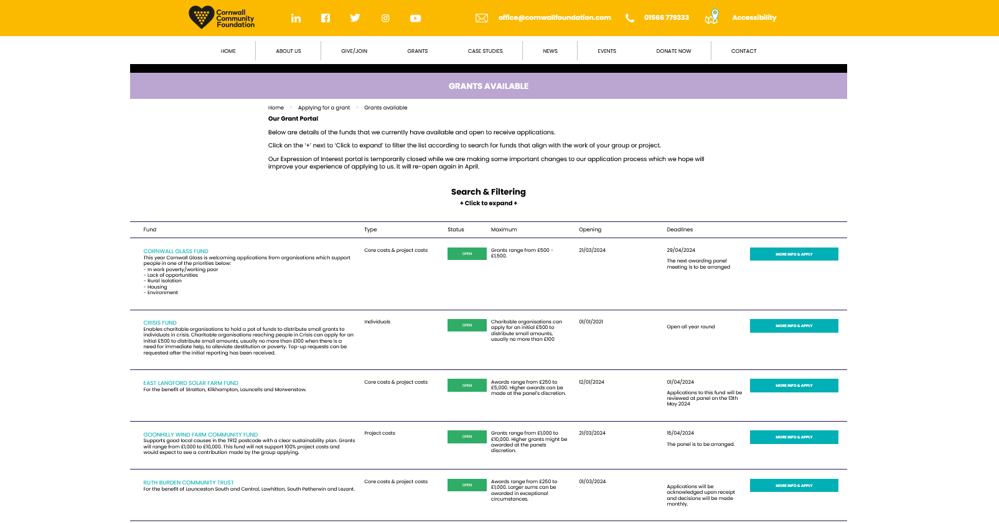 Cornwall
Community
Foundation
office@cornwallfoundation.com
01566 779333
Accessibility
HOME
ABOUT US
GIVE/JOIN
GRANTS
CASE STUDIES
NEWS
EVENTS
DONATE NOW
CONTACT
GRANTS AVAILABLE
Home > Applying for a grant > Grants available
Our Grant Portal
Below are details of the funds that we currently have available and open to receive applications.
Click on the ‘+’ next to ‘Click to expand’ to filter the list according to search for funds that align with the work of your group or project.
Our Expression of Interest portal is temporarily closed while we are making some important changes to our application process which we hope will
improve your experience of applying to us. It will re-open again in April.
Search & Filtering
+ Click to expand +
Fund
Type
Status
Maximum
Opening
Deadlines
CORNWALL GLASS FUND
This year Cornwall Glass is welcoming applications from organisations which support
people in one of the priorities below:
- In work poverty/working poor
- Lack of opportunities
- Rural isolation
- Housing
- Environment
Core costs & project costs
OPEN
Grants range from £500 -
£1,500.
21/03/2024
29/04/2024
The next awarding panel
meeting is to be arranged
MORE INFO & APPLY
CRISIS FUND
Enables charitable organisations to hold a pot of funds to distribute small grants to
individuals in crisis. Charitable organisations reaching people in Crisis can apply for an
initial £500 to distribute small amounts, usually no more than £100 when there is a
need for immediate help, to alleviate destitution or poverty. Top-up requests can be
requested after the initial reporting has been received.
Individuals
OPEN
Charitable organisations can
apply for an initial £500 to
distribute small amounts,
usually no more than £100
01/01/2021
Open all year round
MORE INFO & APPLY
EAST LANGFORD SOLAR FARM FUND
For the benefit of Stratton, Kilkhampton, Launcells and Morwenstow.
Core costs & project costs
OPEN
Awards range from £250 to
£5,000. Higher awards can be
made at the panel's discretion.
12/01/2024
01/04/2024
Applications to this fund will be
reviewed at panel on the 13th
May 2024
MORE INFO & APPLY
GOONHILLY WIND FARM COMMUNITY FUND
Supports good local causes in the TR12 postcode with a clear sustainability plan. Grants
will range from £1,000 to £10,000. This fund will not support 100% project costs and
would expect to see a contribution made by the group applying.
Project costs
OPEN
Grants range from £1,000 to
£10,000. Higher grants might be
awarded at the panels
discretion.
21/03/2024
15/04/2024
The panel is to be arranged.
MORE INFO & APPLY
RUTH BURDEN COMMUNITY TRUST
For the benefit of Launceston South and Central, Lawhitton, South Petherwin and Lezant.
Core costs & project costs
OPEN
Awards range from £250 to
£1,000. Larger sums can be
awarded in exceptional
circumstances.
01/03/2024
Applications will be
acknowledged upon receipt
and decisions will be made
monthly.
MORE INFO & APPLY